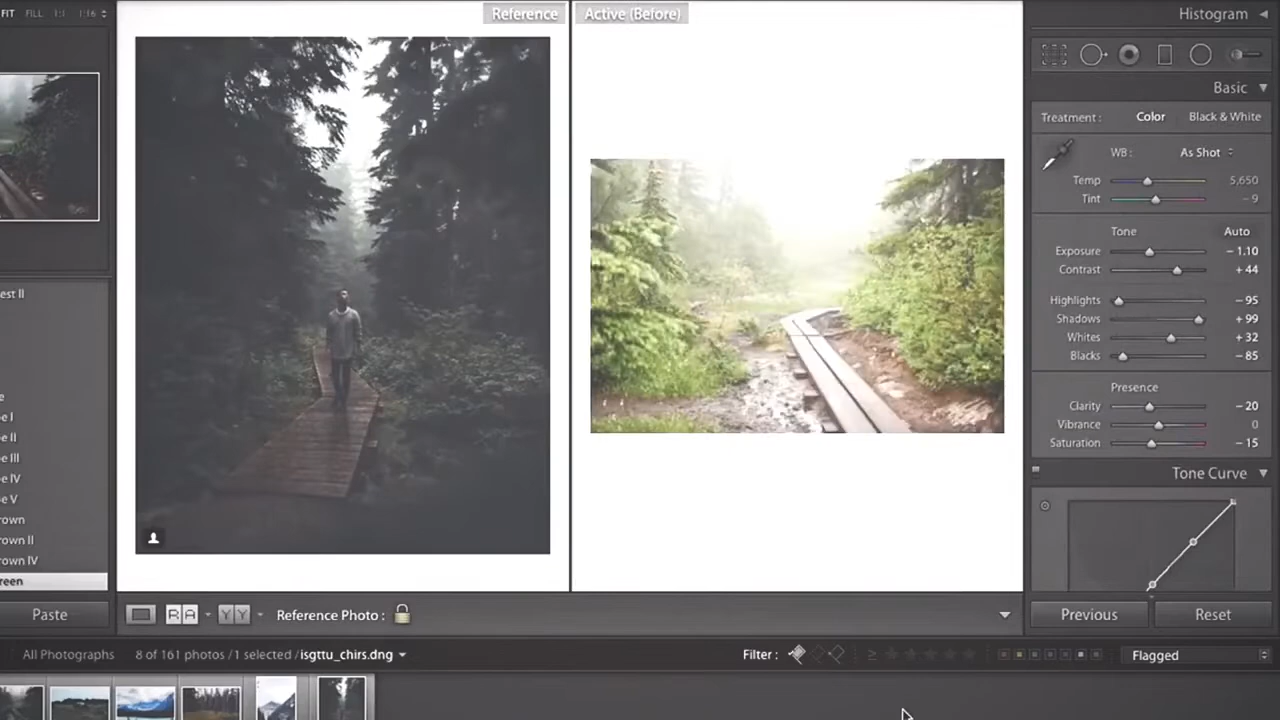 FIT FILL 1:1 1:16
Reference
Active (Before)
Histogram
Basic
Treatment : Color Black & White
WB : As Shot
Temp 5,650
Tint − 9
Tone Auto
Exposure − 1.10
Contrast + 44
Highlights − 95
Shadows + 99
Whites + 32
Blacks − 85
Presence
Clarity − 20
Vibrance 0
Saturation − 15
Tone Curve
est II
e
e I
e II
e III
e IV
e V
rown
rown II
rown IV
reen
Paste
R A
Y Y
Reference Photo :
Previous
Reset
All Photographs 8 of 161 photos / 1 selected / isgttu_chirs.dng
Filter :
≥
Flagged